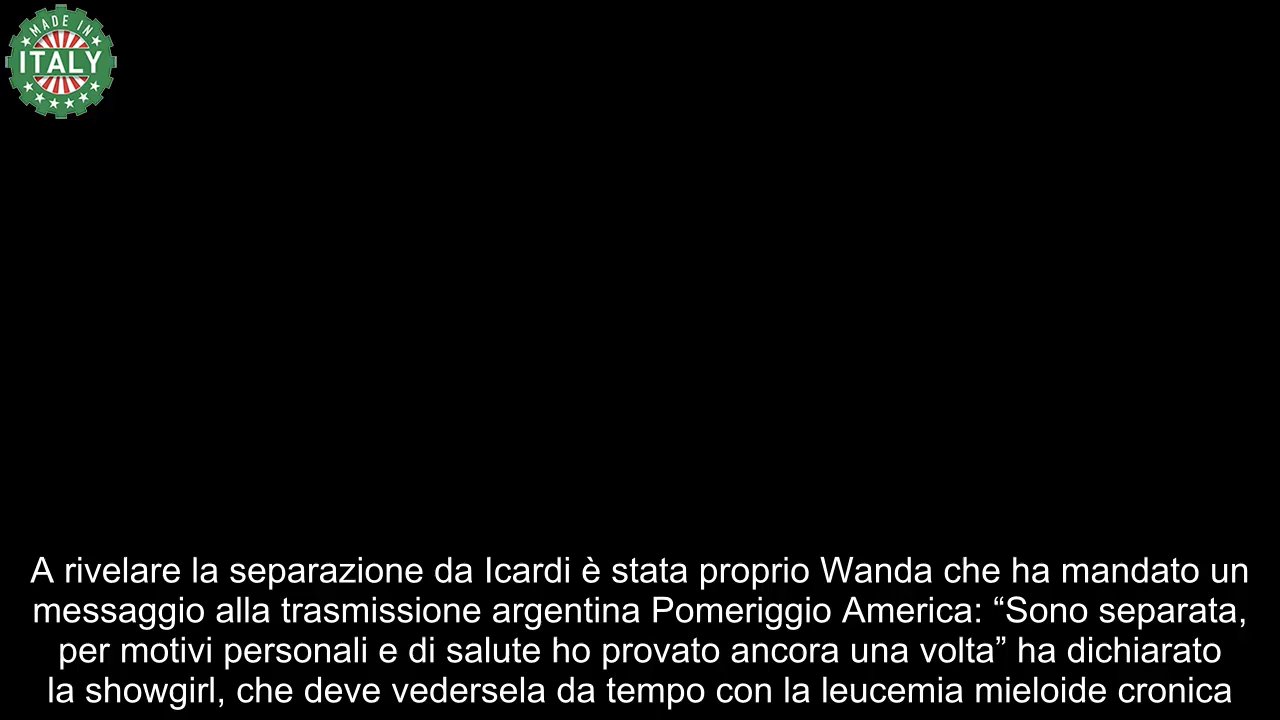 MADE IN
ITALY
A rivelare la separazione da Icardi è stata proprio Wanda che ha mandato un
messaggio alla trasmissione argentina Pomeriggio America: “Sono separata,
per motivi personali e di salute ho provato ancora una volta” ha dichiarato
la showgirl, che deve vedersela da tempo con la leucemia mieloide cronica